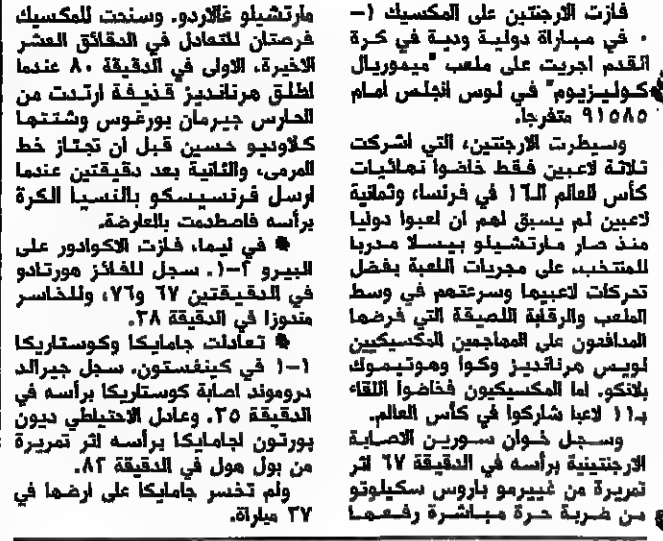 فازت الارجنتين على المكسيك ١-
٠ في مباراة دولية ودية في كرة
القدم اجريت على ملعب "ميموريال
كوليزيوم" في لوس انجلس امام
٩١٥٨٥ متفرجا.
وسيطرت الارجنتين، التي اشركت
ثلاثة لاعبين فقط خاضوا نهائيات
كأس العالم الـ١٦ في فرنسا، وثمانية
لاعبين لم يسبق لهم ان لعبوا دوليا
منذ صار مارتشيلو بيسلا مدربا
للمنتخب، على مجريات اللعبة بفضل
تحركات لاعبيها وسرعتهم في وسط
الملعب والرقابة اللصيقة التي فرضها
المدافعون على المهاجمين المكسيكيين
لويس هرنانديز وكوا وهوتيموك
بلانكو. اما المكسيكيون فخاضوا اللقاء
بـ١١ لاعبا شاركوا في كأس العالم.
وسجل خوان سورين الاصابة
الارجنتينية برأسه في الدقيقة ٦٧ اثر
تمريرة من غييرمو باروس سكيلوتو
من ضربة حرة مباشرة رفعها
مارتشيلو غالاردو. وسنحت للمكسيك
فرصتان للتعادل في الدقائق العشر
الاخيرة، الاولى في الدقيقة ٨٠ عندما
اطلق هرنانديز قذيفة ارتدت من
الحارس جيرمان بورغوس وشتتها
كلاوديو حسين قبل ان تجتاز خط
المرمى، والثانية بعد دقيقتين عندما
ارسل فرنسيسكو بالنسيا الكرة
برأسه فاصطدمت بالعارضة.
● في ليما، فازت الاكوادور على
البيرو ٢-١. سجل للفائز هورتادو
في الدقيقتين ٦٧ و٧٦، وللخاسر
مندوزا في الدقيقة ٣٨.
● تعادلت جامايكا وكوستاريكا
١-١ في كينغستون. سجل جيرالد
دروموند اصابة كوستاريكا برأسه في
الدقيقة ٢٥. وعادل الاحتياطي ديون
بورتون لجامايكا برأسه اثر تمريرة
من بول هول في الدقيقة ٨٢.
ولم تخسر جامايكا على ارضها في
٣٧ مباراة.